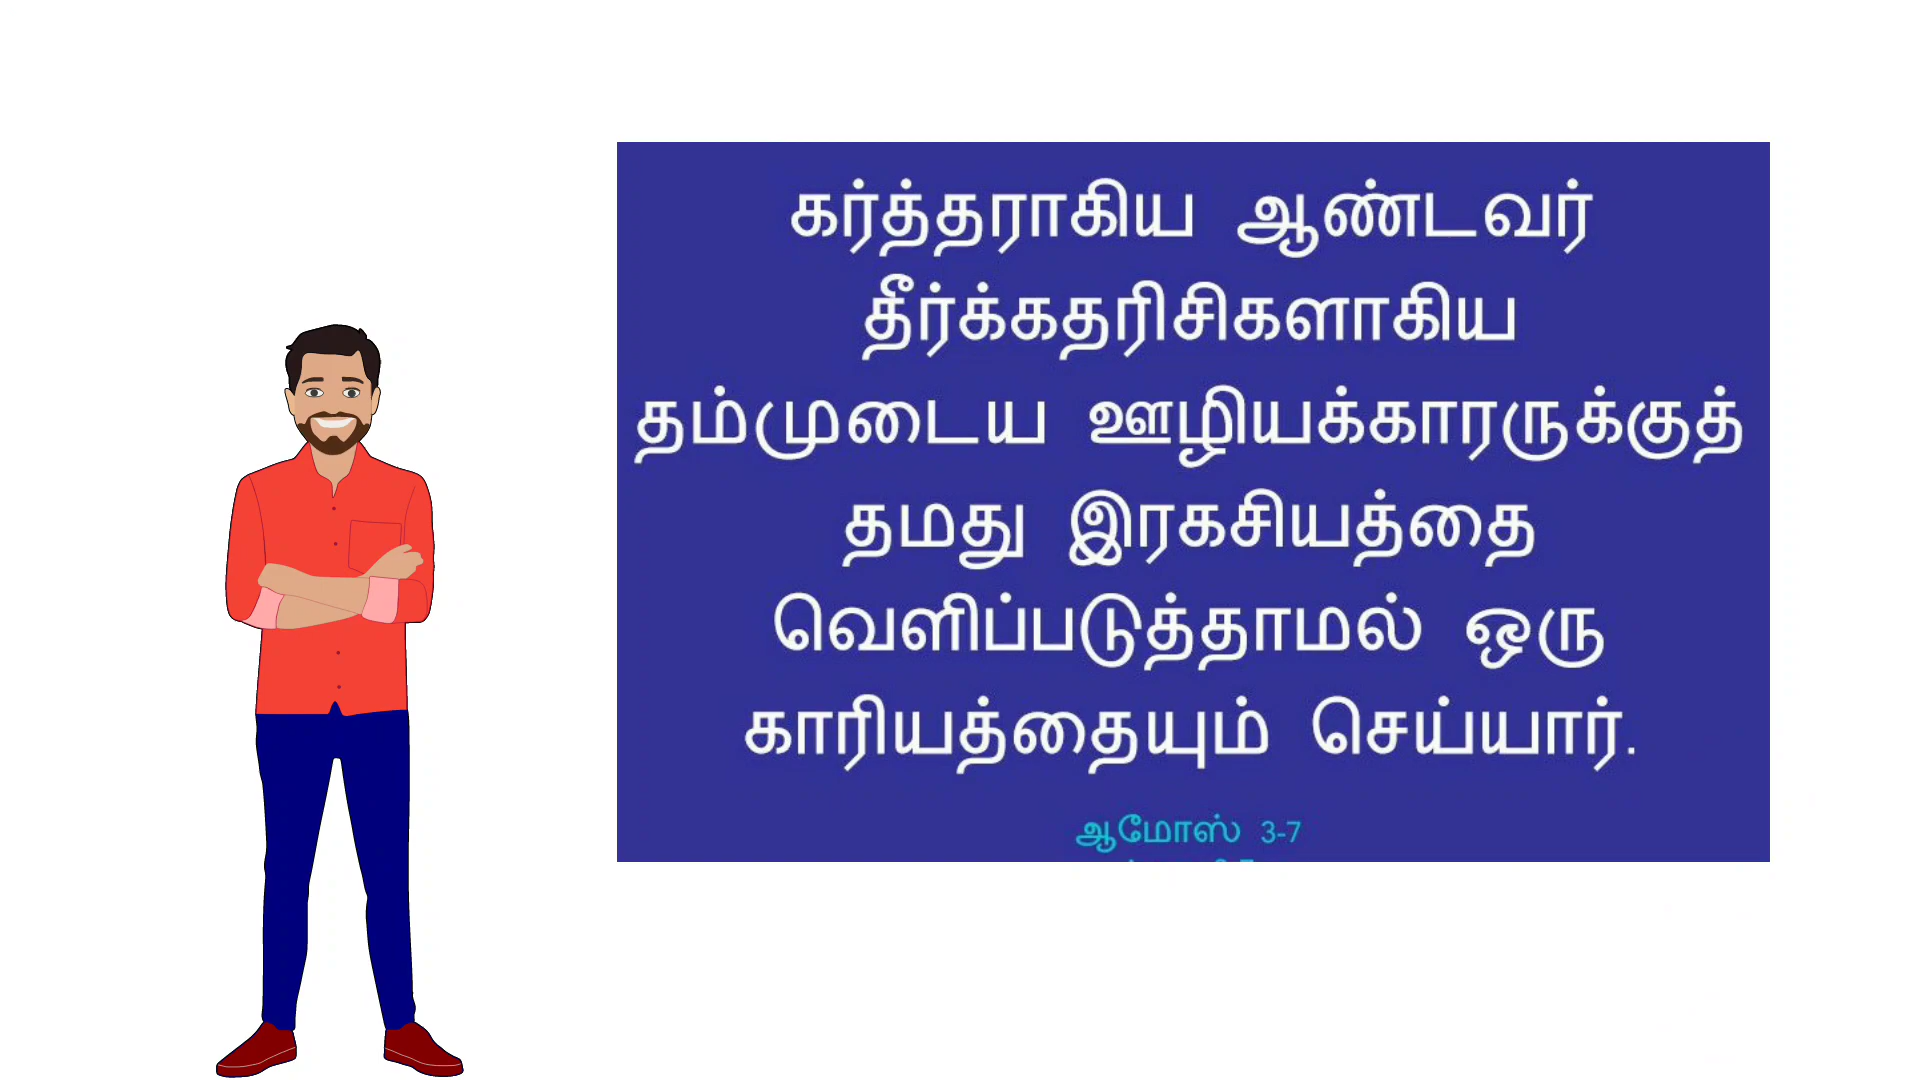 கர்த்தராகிய ஆண்டவர்
தீர்க்கதரிசிகளாகிய
தம்முடைய ஊழியக்காரருக்குத்
தமது இரகசியத்தை
வெளிப்படுத்தாமல் ஒரு
காரியத்தையும் செய்யார்.
ஆமோஸ் 3-7